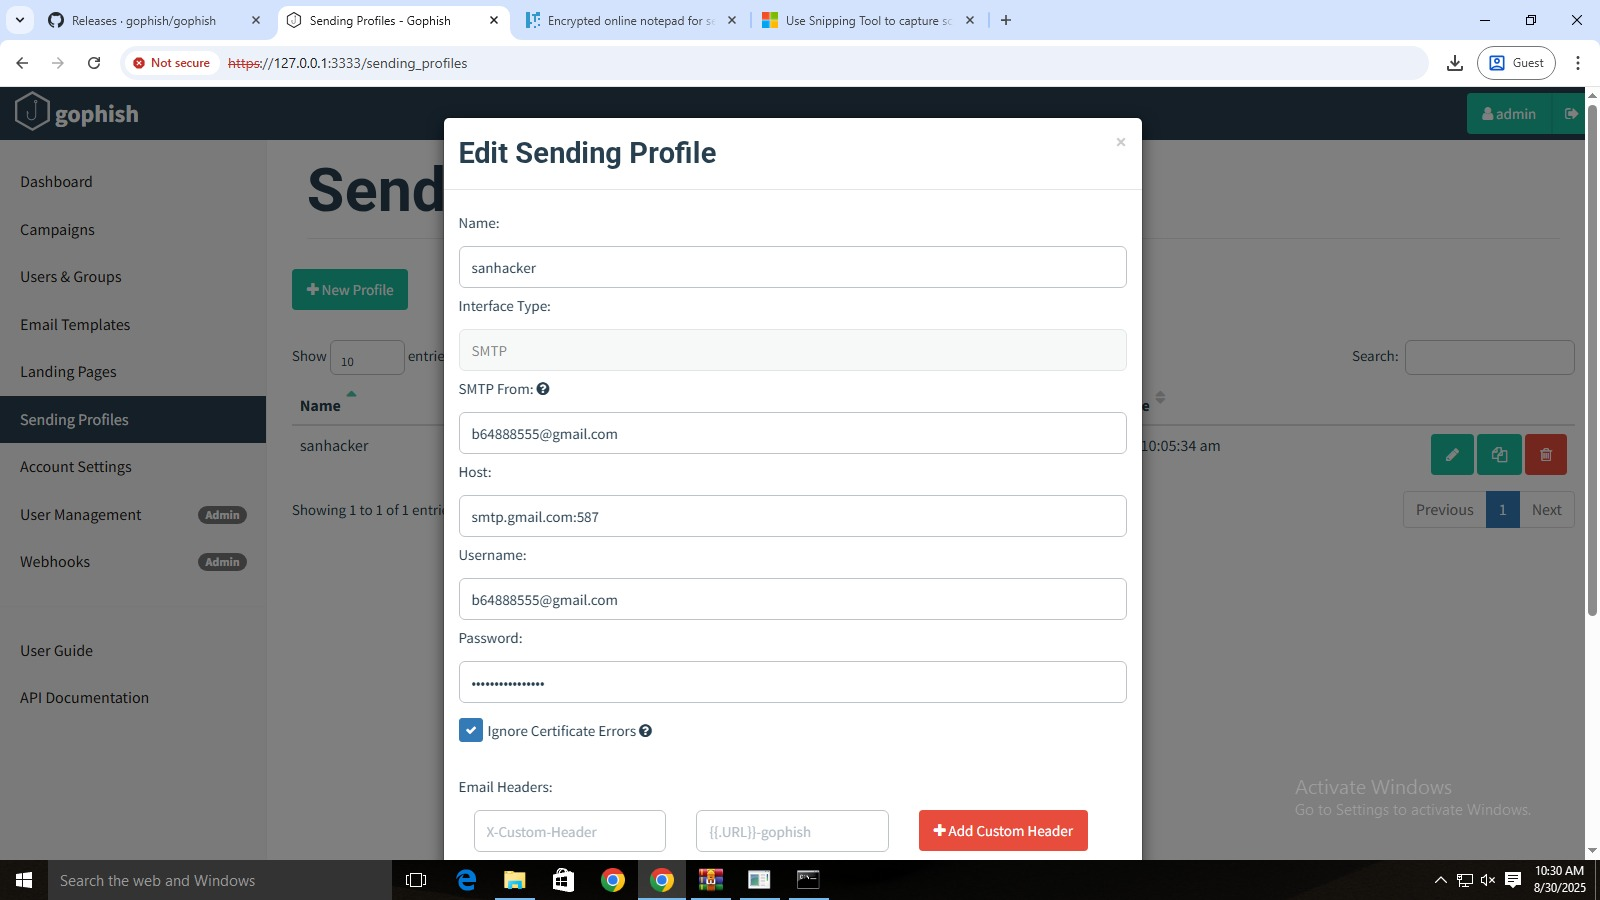 Releases · gophish/gophish
Sending Profiles - Gophish
Encrypted online notepad for s
Use Snipping Tool to capture sc
Not secure
https://127.0.0.1:3333/sending_profiles
Guest
gophish
admin
Dashboard
Campaigns
Users & Groups
Email Templates
Landing Pages
Sending Profiles
Account Settings
User Management Admin
Webhooks Admin
User Guide
API Documentation
Send
New Profile
Show 10 entrie
Search:
Name
e
sanhacker
10:05:34 am
Showing 1 to 1 of 1 entri
Previous 1 Next
Edit Sending Profile
×
Name:
sanhacker
Interface Type:
SMTP
SMTP From:
b64888555@gmail.com
Host:
smtp.gmail.com:587
Username:
b64888555@gmail.com
Password:
••••••••••••••••
Ignore Certificate Errors
Email Headers:
X-Custom-Header
{{.URL}}-gophish
Add Custom Header
Activate Windows
Go to Settings to activate Windows.
Search the web and Windows
10:30 AM
8/30/2025